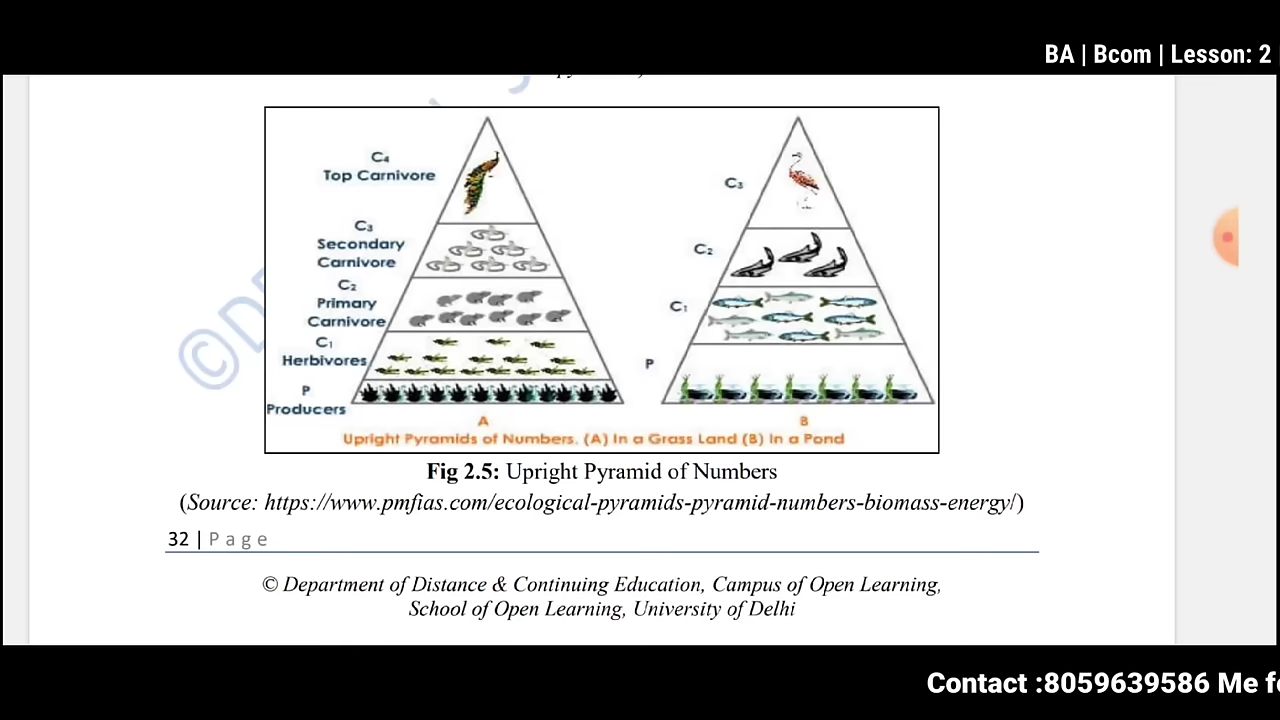 BA | Bcom | Lesson: 2
C₄
Top Carnivore
C₃
Secondary
Carnivore
C₂
Primary
Carnivore
C₁
Herbivores
P
Producers
A
C₃
C₂
C₁
P
B
Upright Pyramids of Numbers. (A) In a Grass Land (B) In a Pond
Fig 2.5: Upright Pyramid of Numbers
(Source: https://www.pmfias.com/ecological-pyramids-pyramid-numbers-biomass-energy/)
32 | Page
© Department of Distance & Continuing Education, Campus of Open Learning,
School of Open Learning, University of Delhi
Contact :8059639586 Me